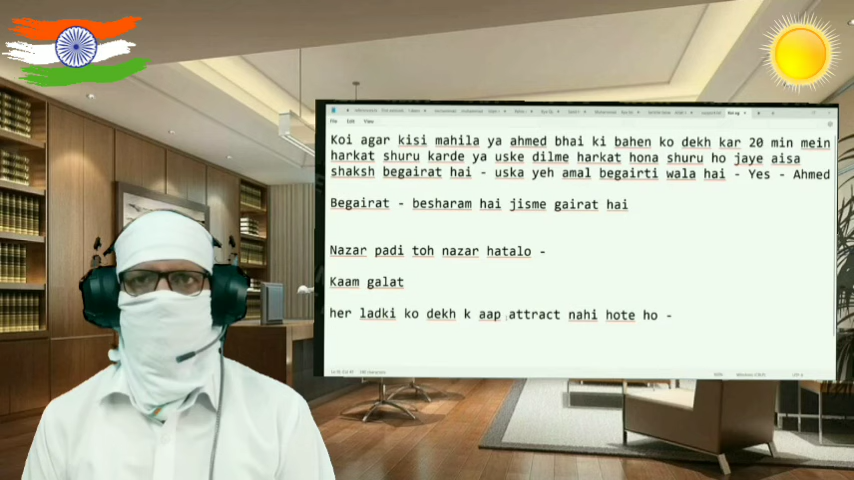 File Edit View
Koi agar kisi mahila ya ahmed bhai ki bahen ko dekh kar 20 min mein
harkat shuru karde ya uske dilme harkat hona shuru ho jaye aisa
shaksh begairat hai - uska yeh amal begairti wala hai - Yes - Ahmed
Begairat - besharam hai jisme gairat hai
Nazar padi toh nazar hatalo -
Kaam galat
her ladki ko dekh k aap attract nahi hote ho -